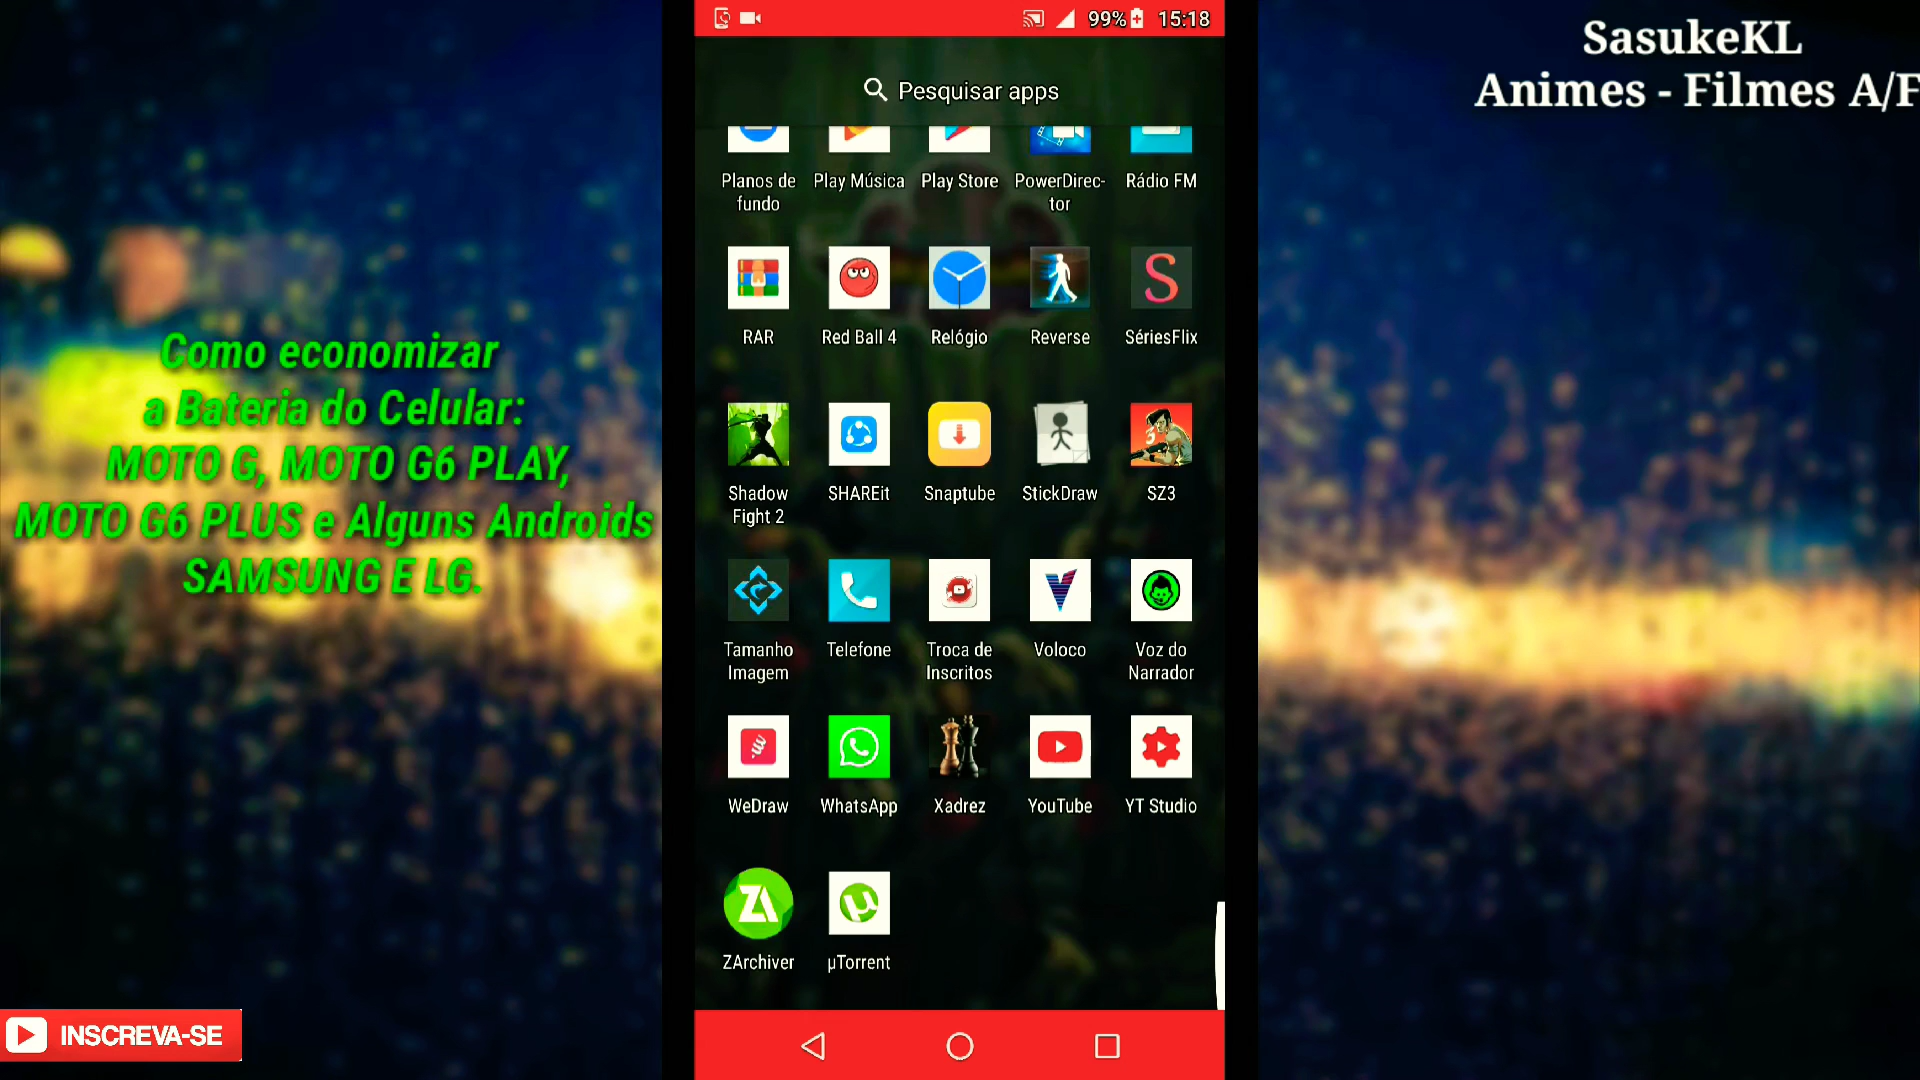 99% 15:18
SasukeKL
Animes - Filmes A/F
Pesquisar apps
Planos de fundo
Play Música
Play Store
PowerDirec-
tor
Rádio FM
RAR
Red Ball 4
Relógio
Reverse
SériesFlix
Como economizar
a Bateria do Celular:
MOTO G, MOTO G6 PLAY,
MOTO G6 PLUS e Alguns Androids
SAMSUNG E LG.
Shadow
Fight 2
SHAREit
Snaptube
StickDraw
SZ3
Tamanho
Imagem
Telefone
Troca de
Inscritos
Voloco
Voz do
Narrador
WeDraw
WhatsApp
Xadrez
YouTube
YT Studio
ZArchiver
µTorrent
INSCREVA-SE